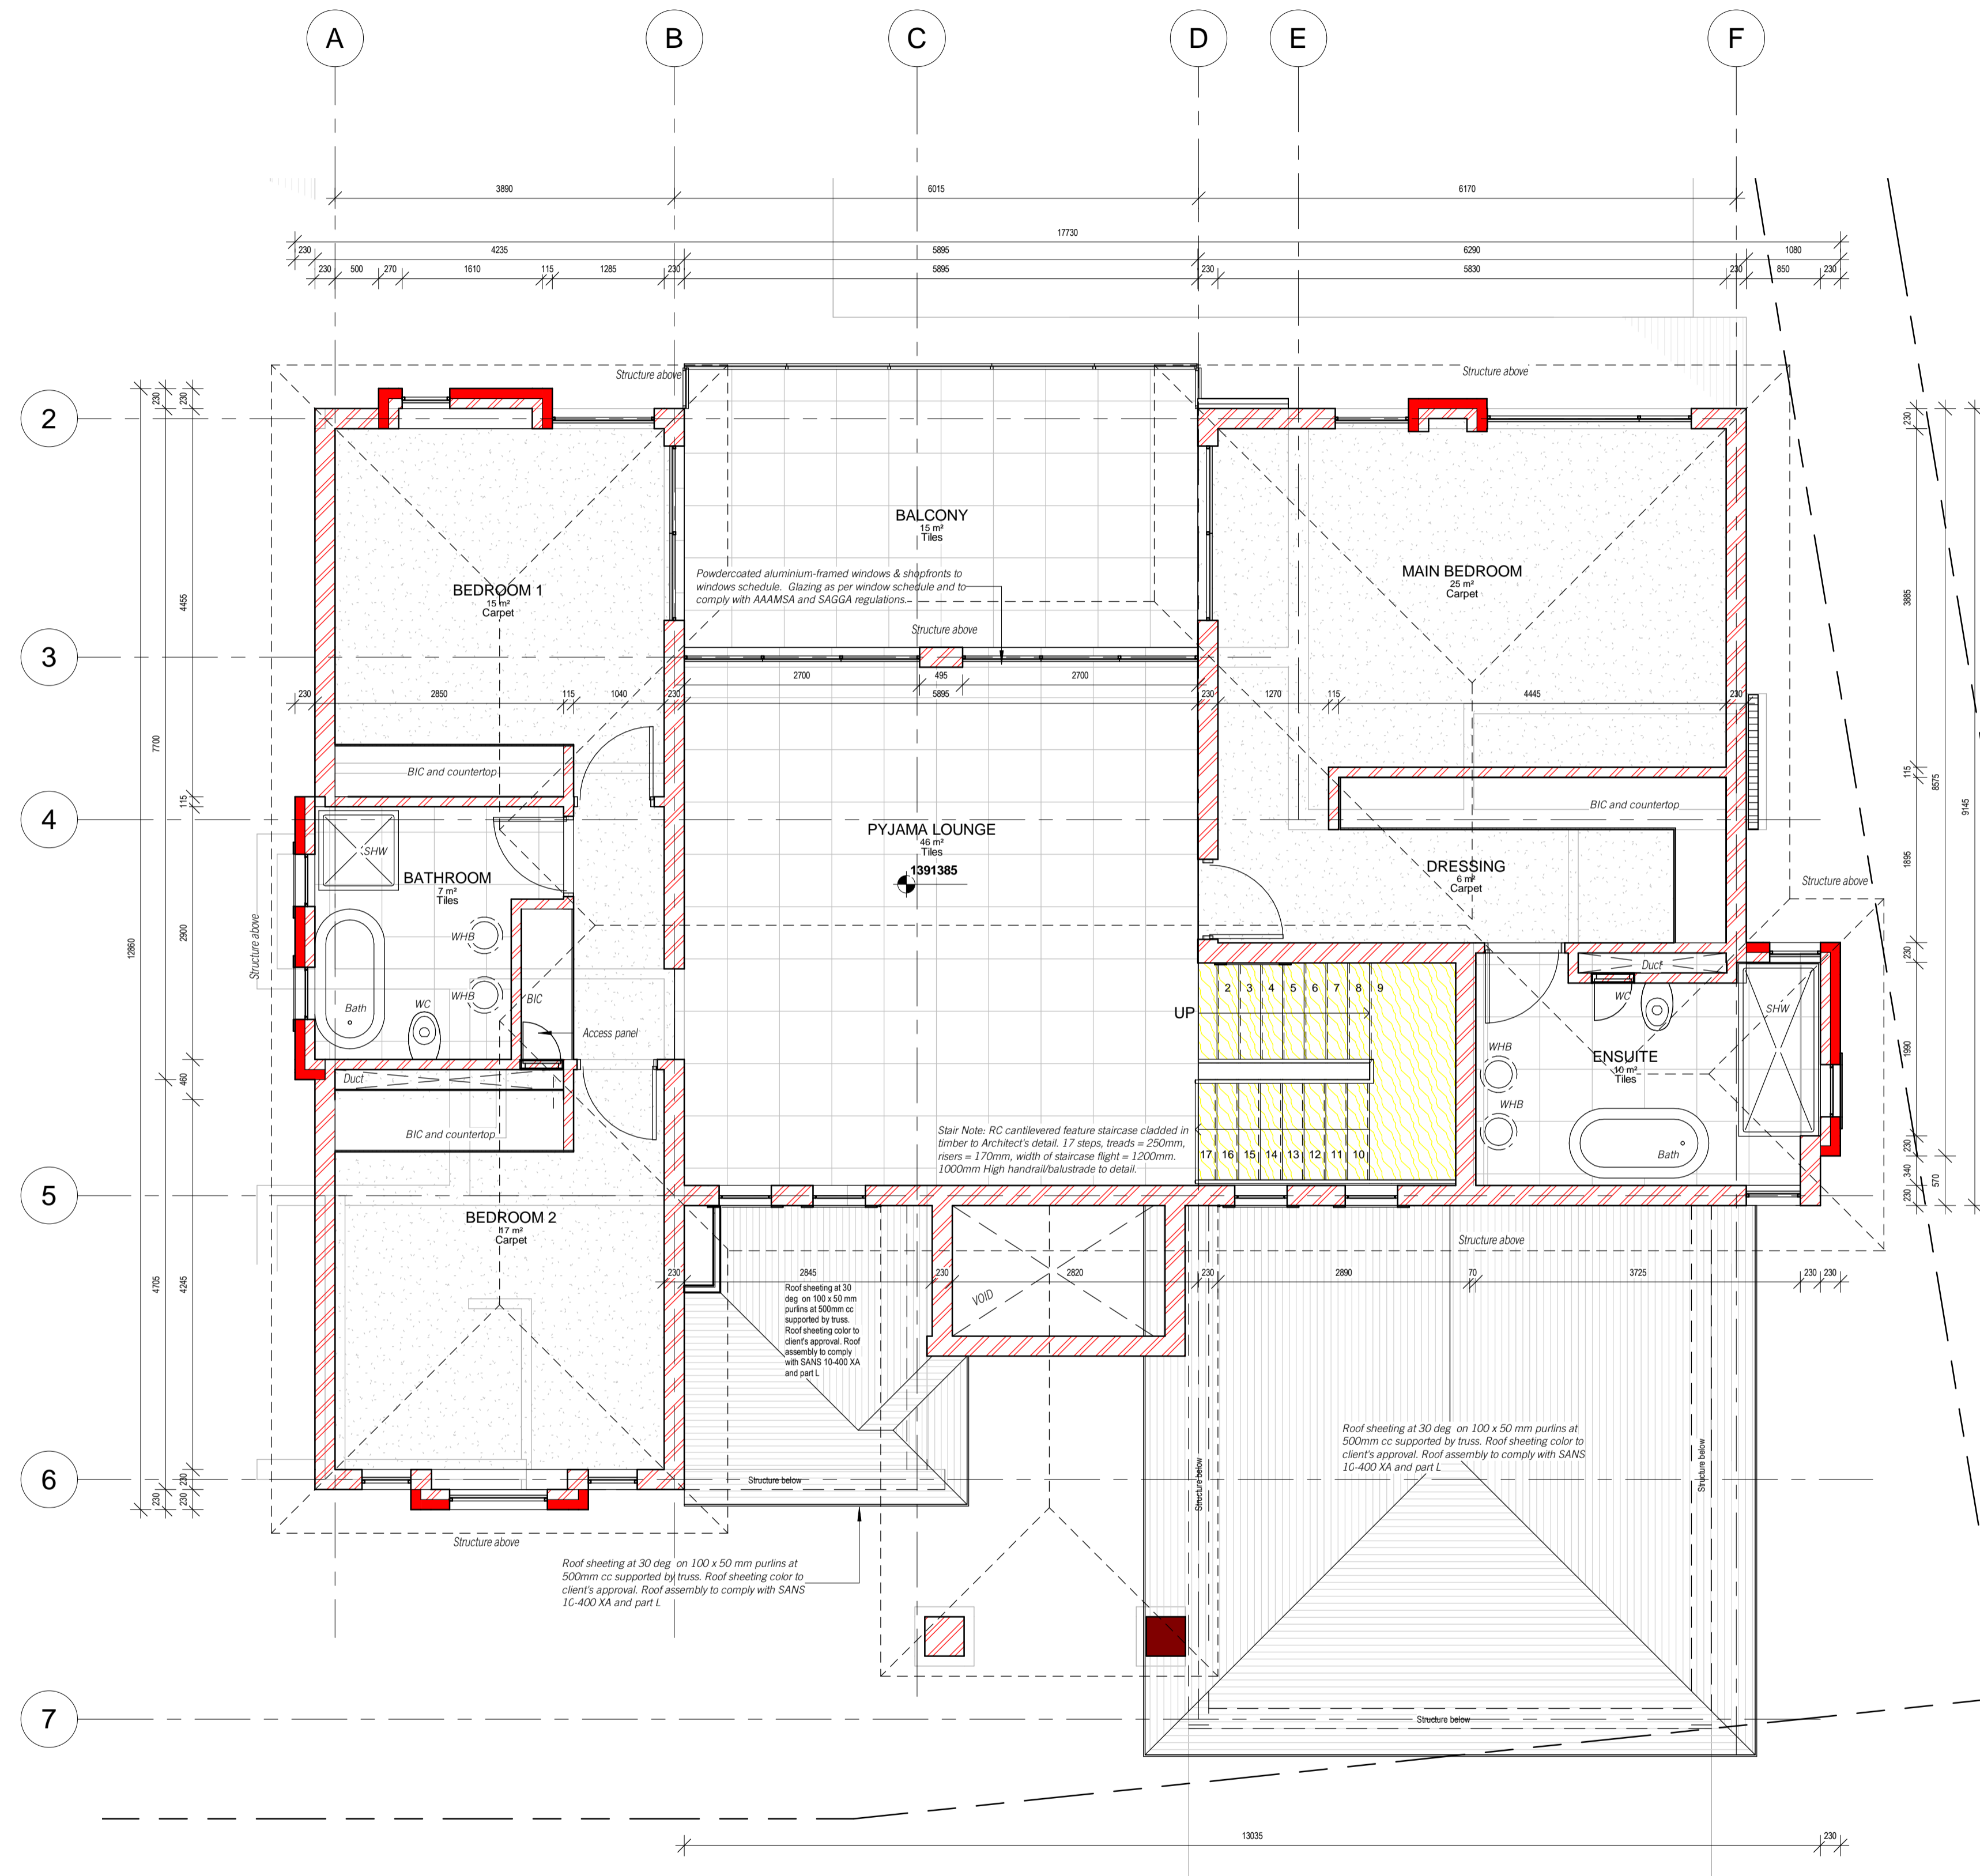 A
B
C
D
E
F
3890
6015
6170
17730
230
4235
5895
6290
1080
230
500
270
1610
115
1285
230
5895
230
5830
230
850
230
2
3
4
5
6
7
Structure above
Structure above
BALCONY
15 m²
Tiles
Powdercoated aluminium-framed windows & shopfronts to
windows schedule.  Glazing as per window schedule and to
comply with AAAMSA and SAGGA regulations.
Structure above
BEDROOM 1
15 m²
Carpet
MAIN BEDROOM
25 m²
Carpet
2700
495
2700
230
2850
115
1040
230
5895
230
1270
115
4445
230
BIC and countertop
BIC and countertop
PYJAMA LOUNGE
46 m²
Tiles
1391385
SHW
BATHROOM
7 m²
Tiles
WHB
WHB
Bath
WC
BIC
Access panel
Structure above
DRESSING
6 m²
Carpet
Structure above
Duct
WC
SHW
2
3
4
5
6
7
8
9
UP
WHB
ENSUITE
10 m²
Tiles
WHB
Bath
Duct
BIC and countertop
Stair Note: RC cantilevered feature staircase cladded in
timber to Architect's detail. 17 steps, treads = 250mm,
risers = 170mm, width of staircase flight = 1200mm.
1000mm High handrail/balustrade to detail.
17
16
15
14
13
12
11
10
BEDROOM 2
17 m²
Carpet
Structure above
230
2845
230
2820
230
2890
70
3725
230
230
VOID
Roof sheeting at 30
deg  on 100 x 50 mm
purlins at 500mm cc
supported by truss.
Roof sheeting color to
client's approval. Roof
assembly to comply
with SANS 10-400 XA
and part L
Roof sheeting at 30 deg  on 100 x 50 mm purlins at
500mm cc supported by truss. Roof sheeting color to
client's approval. Roof assembly to comply with SANS
10-400 XA and part L
Structure below
Structure below
Structure below
Structure above
Roof sheeting at 30 deg  on 100 x 50 mm purlins at
500mm cc supported by truss. Roof sheeting color to
client's approval. Roof assembly to comply with SANS
10-400 XA and part L
Structure below
13035
230
12860
230
7700
4705
230
230
4455
115
2900
460
4245
230
230
230
3885
115
1895
230
1990
230
340
230
8575
570
9145